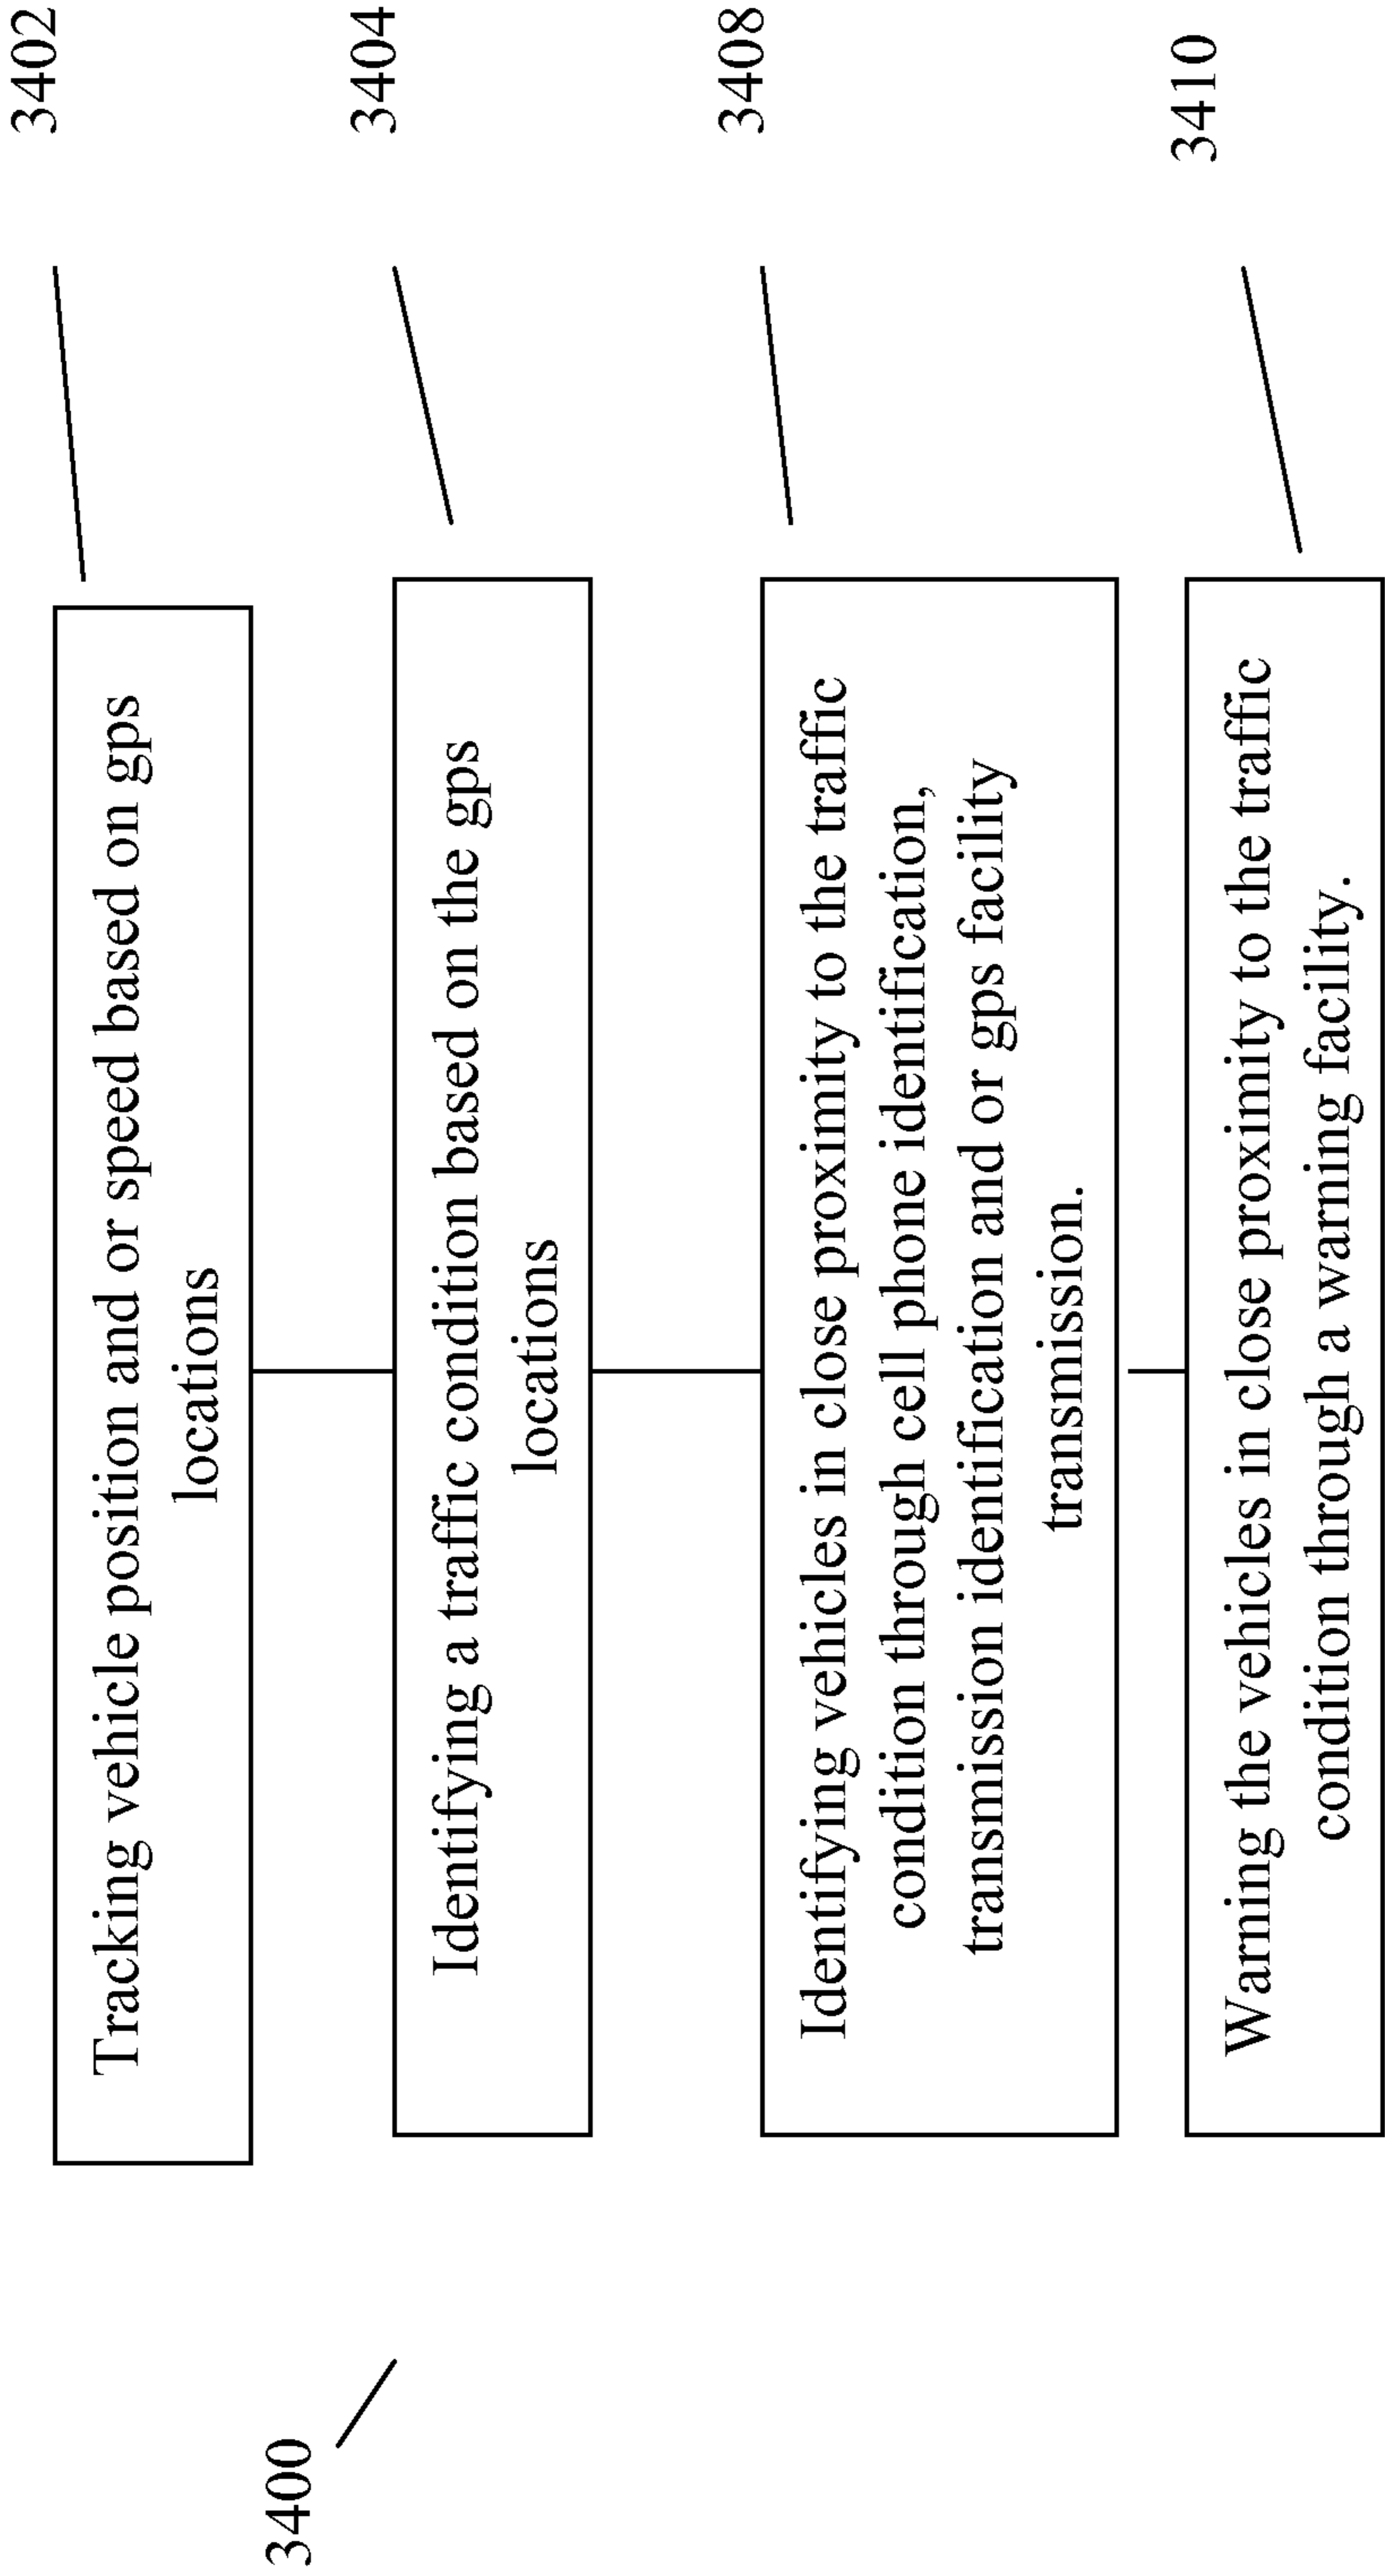 3400
3402
Tracking vehicle position and or speed based on gps
locations
3404
Identifying a traffic condition based on the gps
locations
3408
Identifying vehicles in close proximity to the traffic
condition through cell phone identification,
transmission identification and or gps facility
transmission.
3410
Warning the vehicles in close proximity to the traffic
condition through a warning facility.